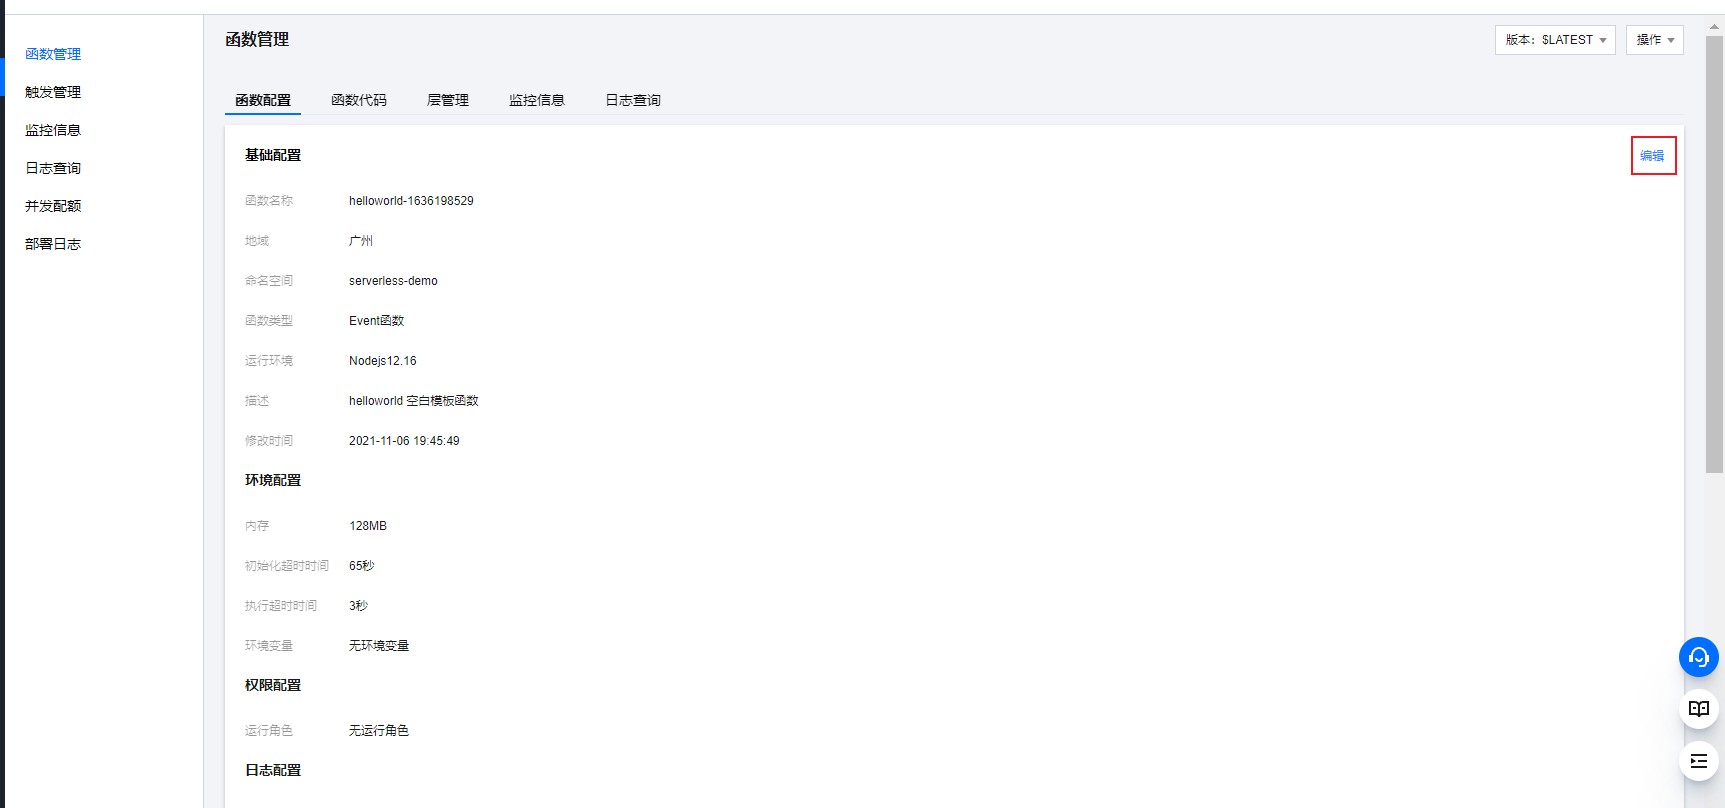 函数管理
触发管理
监控信息
日志查询
并发配额
部署日志
函数管理
版本：$LATEST
操作
函数配置
函数代码
层管理
监控信息
日志查询
基础配置
编辑
函数名称 helloworld-1636198529
地域 广州
命名空间 serverless-demo
函数类型 Event函数
运行环境 Nodejs12.16
描述 helloworld 空白模板函数
修改时间 2021-11-06 19:45:49
环境配置
内存 128MB
初始化超时时间 65秒
执行超时时间 3秒
环境变量 无环境变量
权限配置
运行角色 无运行角色
日志配置